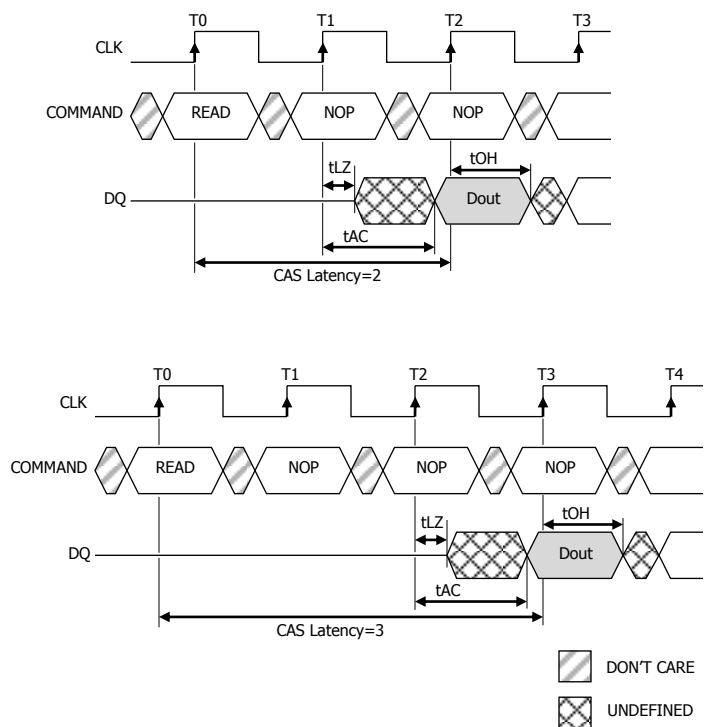 T0 T1 T2 T3
CLK
COMMAND READ NOP NOP
tLZ tOH
DQ Dout
tAC
CAS Latency=2
T0 T1 T2 T3 T4
CLK
COMMAND READ NOP NOP NOP
tLZ tOH
DQ Dout
tAC
CAS Latency=3
DON'T CARE
UNDEFINED